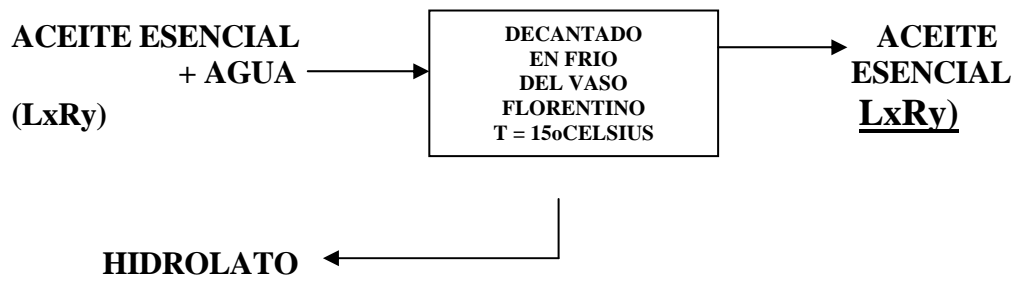 ACEITE ESENCIAL
+ AGUA
(LxRy)
DECANTADO
EN FRIO
DEL VASO
FLORENTINO
T = 15oCELSIUS
ACEITE
ESENCIAL
LxRy)
HIDROLATO